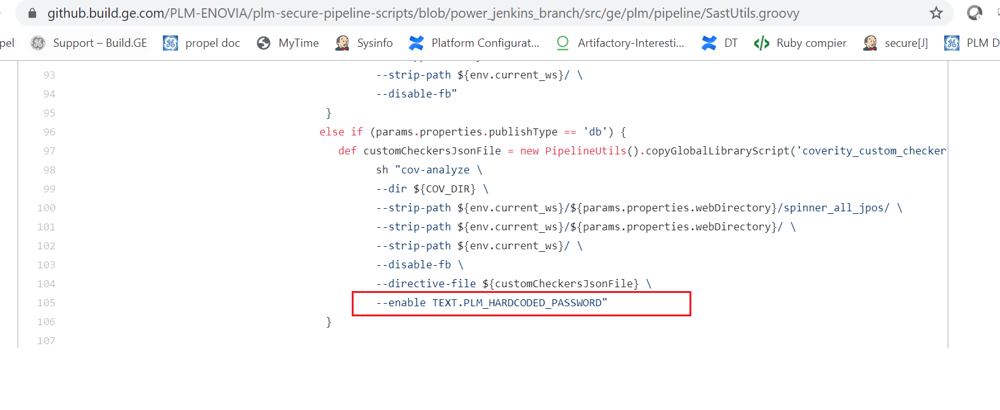 github.build.ge.com/PLM-ENOVIA/plm-secure-pipeline-scripts/blob/power_jenkins_branch/src/ge/plm/pipeline/SastUtils.groovy
pel Support – Build.GE propel doc MyTime Sysinfo Platform Configurat... Artifactory-Interesti... DT Ruby compier secure[J] PLM D
93 --strip-path ${env.current_ws}/ \
94 --disable-fb"
95 }
96 else if (params.properties.publishType == 'db') {
97 def customCheckersJsonFile = new PipelineUtils().copyGlobalLibraryScript('coverity_custom_checker
98 sh "cov-analyze \
99 --dir ${COV_DIR} \
100 --strip-path ${env.current_ws}/${params.properties.webDirectory}/spinner_all_jpos/ \
101 --strip-path ${env.current_ws}/${params.properties.webDirectory}/ \
102 --strip-path ${env.current_ws}/ \
103 --disable-fb \
104 --directive-file ${customCheckersJsonFile} \
105 --enable TEXT.PLM_HARDCODED_PASSWORD"
106 }
107